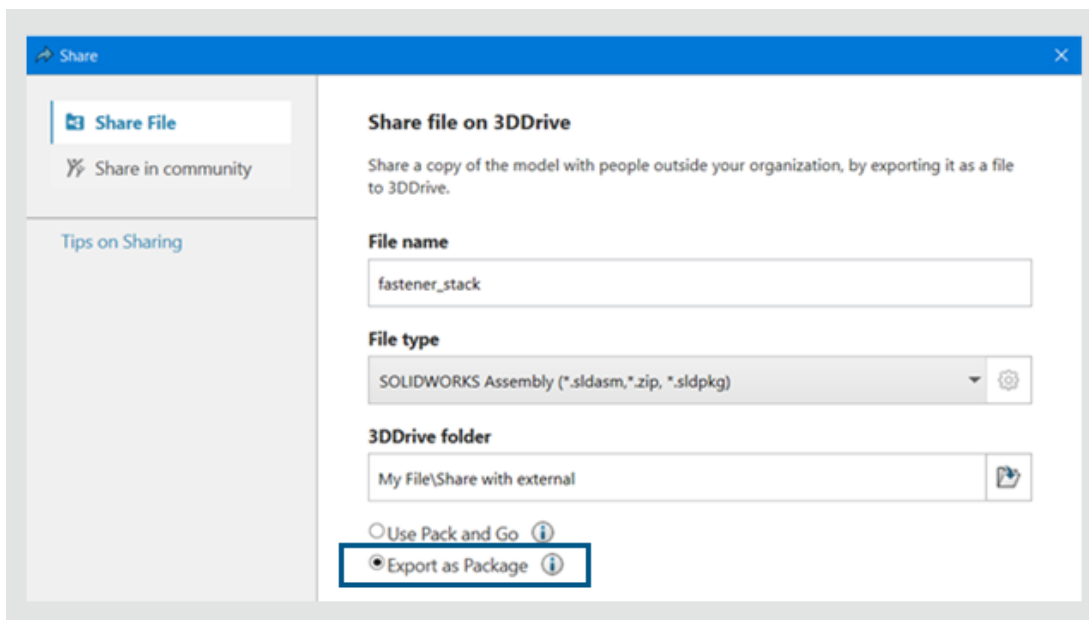 Share
Share File
Share in community
Tips on Sharing
Share file on 3DDrive
Share a copy of the model with people outside your organization, by exporting it as a file
to 3DDrive.
File name
fastener_stack
File type
SOLIDWORKS Assembly (*.sldasm,*.zip, *.sldpkg)
3DDrive folder
My File\Share with external
Use Pack and Go
Export as Package